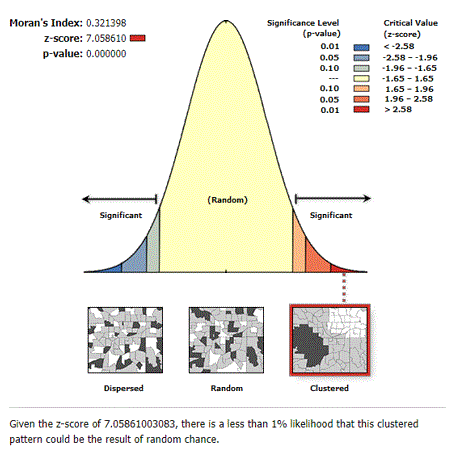 Moran's Index: 0.321398
z-score: 7.058610
p-value: 0.000000
Significance Level
(p-value)
Critical Value
(z-score)
0.01 < -2.58
0.05 -2.58 – -1.96
0.10 -1.96 – -1.65
--- -1.65 – 1.65
0.10 1.65 – 1.96
0.05 1.96 – 2.58
0.01 > 2.58
(Random)
Significant
Significant
Dispersed
Random
Clustered
Given the z-score of 7.05861003083, there is a less than 1% likelihood that this clustered
pattern could be the result of random chance.